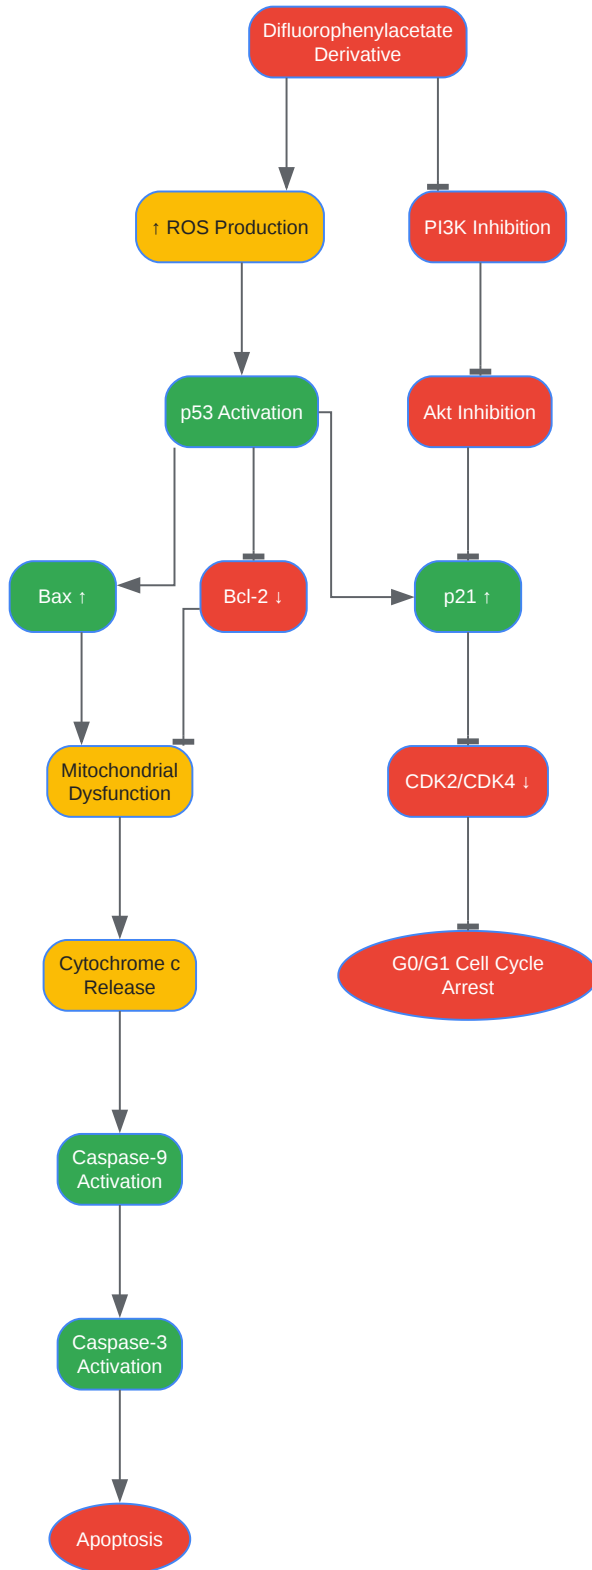 Difluorophenylacetate
Derivative
↑ ROS Production
PI3K Inhibition
p53 Activation
Akt Inhibition
Bax ↑
Bcl-2 ↓
p21 ↑
Mitochondrial
Dysfunction
CDK2/CDK4 ↓
Cytochrome c
Release
G0/G1 Cell Cycle
Arrest
Caspase-9
Activation
Caspase-3
Activation
Apoptosis